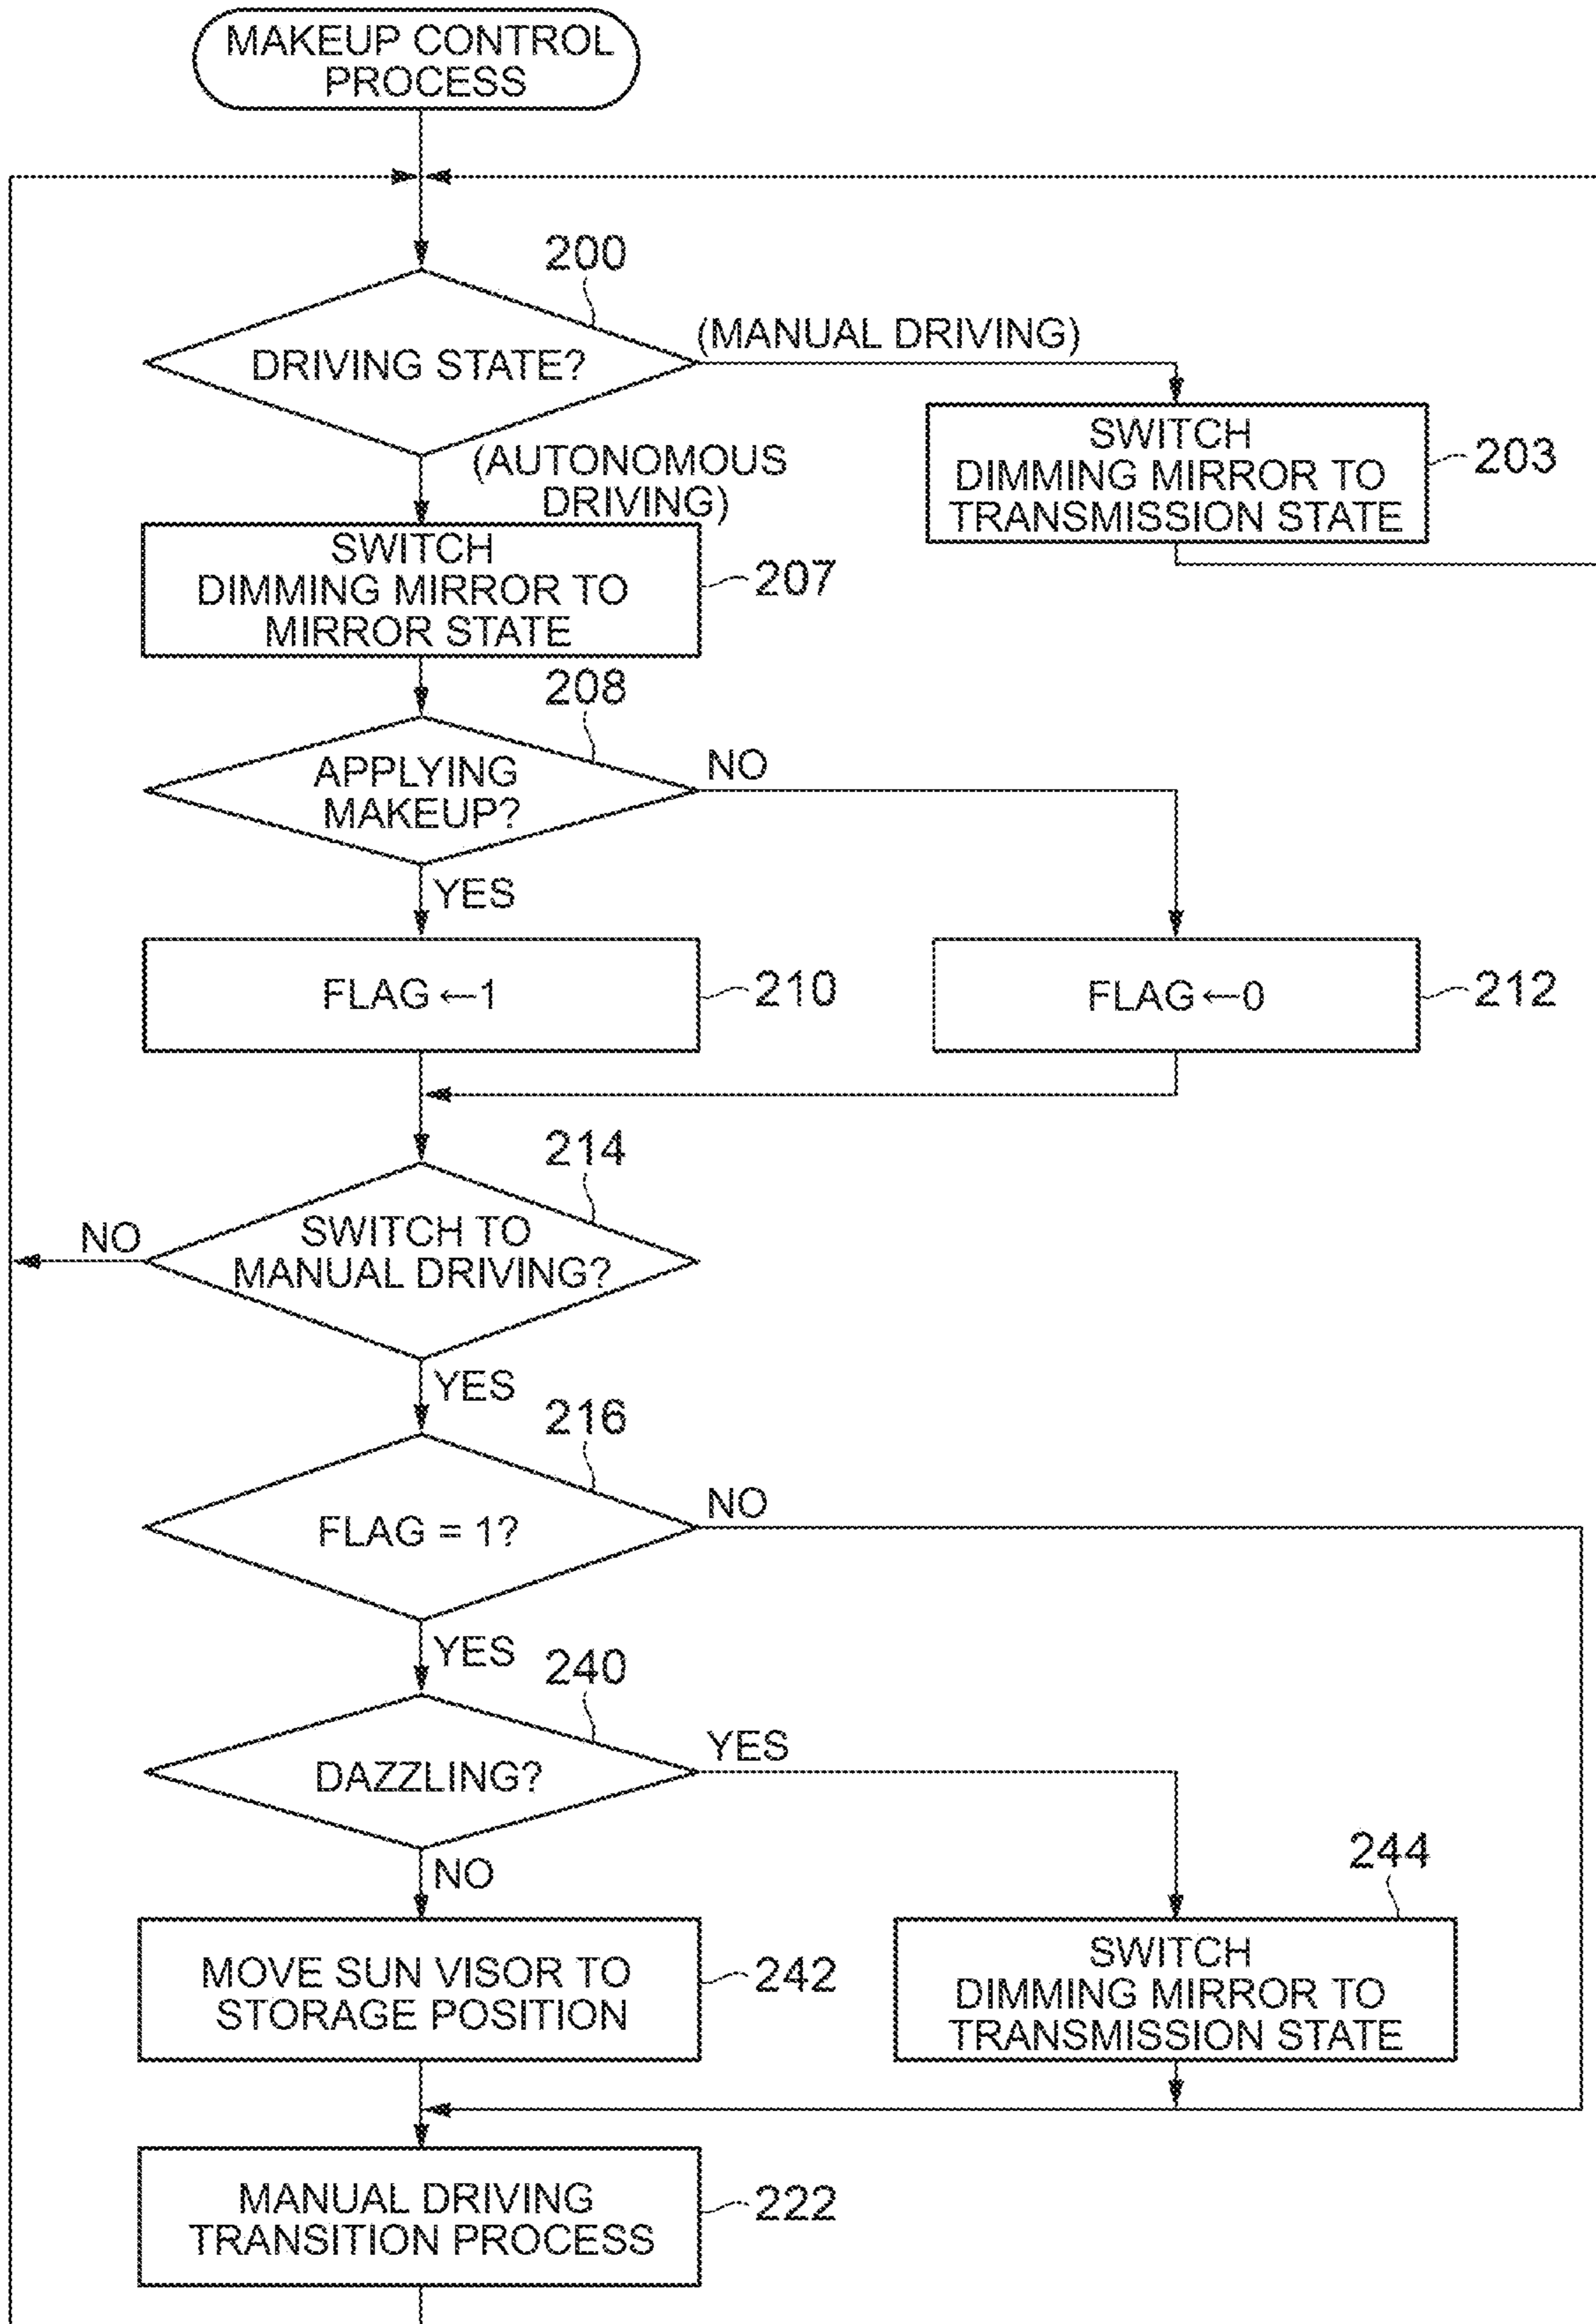 MAKEUP CONTROL
PROCESS
200
DRIVING STATE?
(MANUAL DRIVING)
SWITCH
DIMMING MIRROR TO
TRANSMISSION STATE
203
(AUTONOMOUS
DRIVING)
SWITCH
DIMMING MIRROR TO
MIRROR STATE
207
208
APPLYING
MAKEUP?
NO
YES
FLAG ←1
210
FLAG ←0
212
214
SWITCH TO
MANUAL DRIVING?
NO
YES
216
FLAG = 1?
NO
YES
240
DAZZLING?
YES
NO
MOVE SUN VISOR TO
STORAGE POSITION
242
244
SWITCH
DIMMING MIRROR TO
TRANSMISSION STATE
MANUAL DRIVING
TRANSITION PROCESS
222